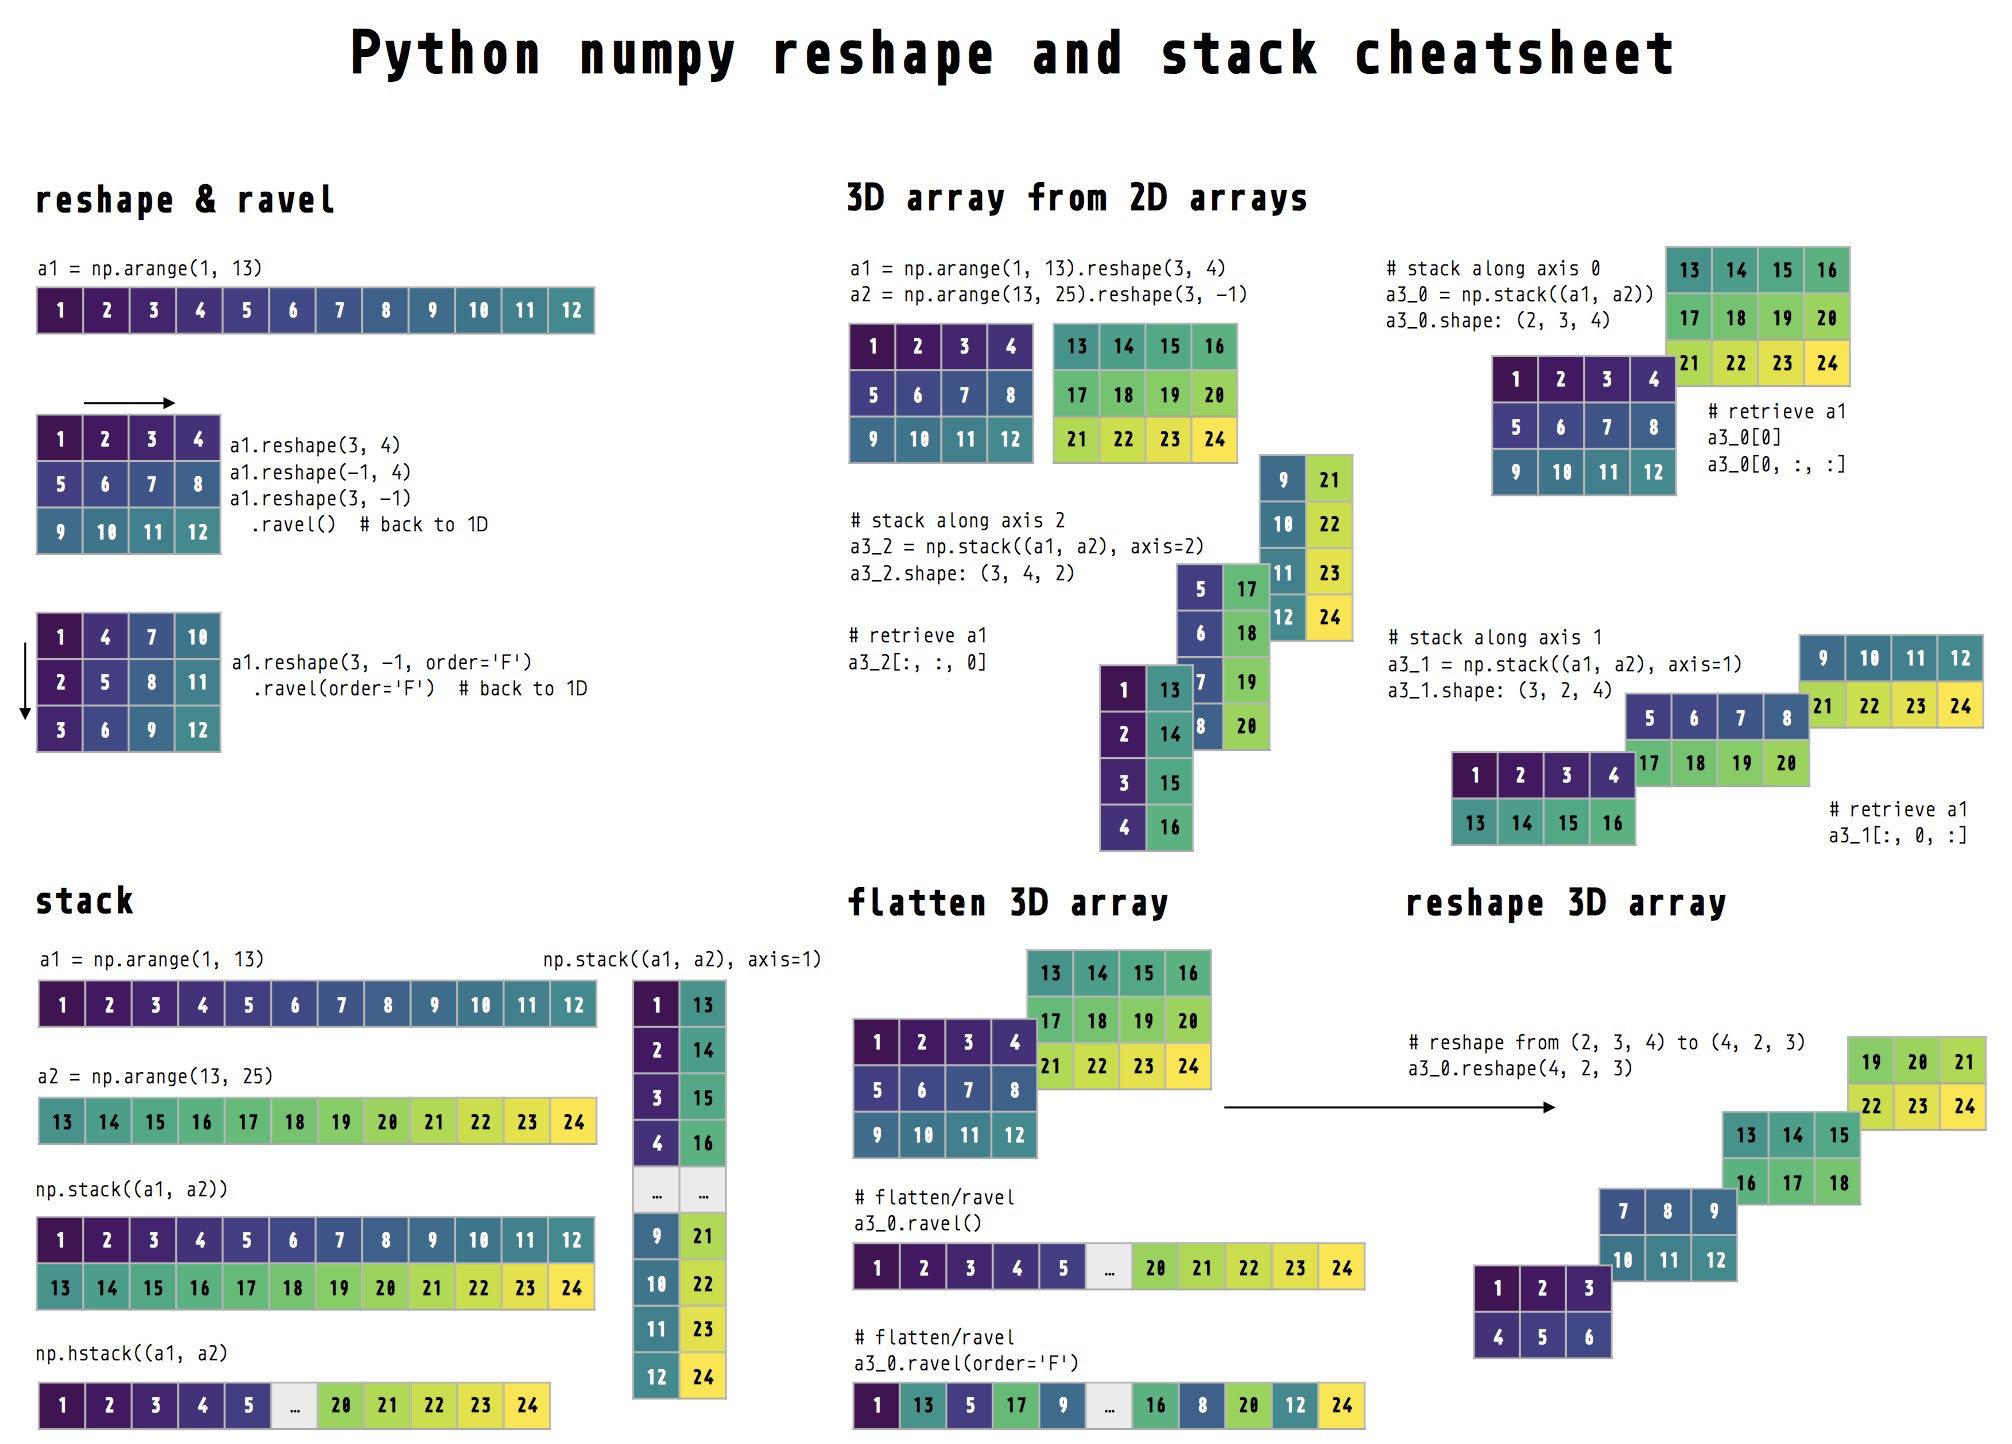 Python numpy reshape and stack cheatsheet
reshape & ravel
a1 = np.arange(1, 13)
1 2 3 4 5 6 7 8 9 10 11 12
1 2 3 4
5 6 7 8
9 10 11 12
a1.reshape(3, 4)
a1.reshape(-1, 4)
a1.reshape(3, -1)
.ravel() # back to 1D
1 4 7 10
2 5 8 11
3 6 9 12
a1.reshape(3, -1, order='F')
.ravel(order='F') # back to 1D
3D array from 2D arrays
a1 = np.arange(1, 13).reshape(3, 4)
a2 = np.arange(13, 25).reshape(3, -1)
1 2 3 4
5 6 7 8
9 10 11 12
13 14 15 16
17 18 19 20
21 22 23 24
# stack along axis 0
a3_0 = np.stack((a1, a2))
a3_0.shape: (2, 3, 4)
13 14 15 16
17 18 19 20
21 22 23 24
1 2 3 4
5 6 7 8
9 10 11 12
# retrieve a1
a3_0[0]
a3_0[0, :, :]
# stack along axis 2
a3_2 = np.stack((a1, a2), axis=2)
a3_2.shape: (3, 4, 2)
# retrieve a1
a3_2[:, :, 0]
9 21
10 22
11 23
12 24
5 17
6 18
7 19
8 20
1 13
2 14
3 15
4 16
# stack along axis 1
a3_1 = np.stack((a1, a2), axis=1)
a3_1.shape: (3, 2, 4)
9 10 11 12
21 22 23 24
5 6 7 8
17 18 19 20
1 2 3 4
13 14 15 16
# retrieve a1
a3_1[:, 0, :]
stack
a1 = np.arange(1, 13)
1 2 3 4 5 6 7 8 9 10 11 12
a2 = np.arange(13, 25)
13 14 15 16 17 18 19 20 21 22 23 24
np.stack((a1, a2))
1 2 3 4 5 6 7 8 9 10 11 12
13 14 15 16 17 18 19 20 21 22 23 24
np.hstack((a1, a2)
1 2 3 4 5 … 20 21 22 23 24
np.stack((a1, a2), axis=1)
1 13
2 14
3 15
4 16
… …
9 21
10 22
11 23
12 24
flatten 3D array
13 14 15 16
17 18 19 20
21 22 23 24
1 2 3 4
5 6 7 8
9 10 11 12
# flatten/ravel
a3_0.ravel()
1 2 3 4 5 … 20 21 22 23 24
# flatten/ravel
a3_0.ravel(order='F')
1 13 5 17 9 … 16 8 20 12 24
reshape 3D array
# reshape from (2, 3, 4) to (4, 2, 3)
a3_0.reshape(4, 2, 3)
19 20 21
22 23 24
13 14 15
16 17 18
7 8 9
10 11 12
1 2 3
4 5 6